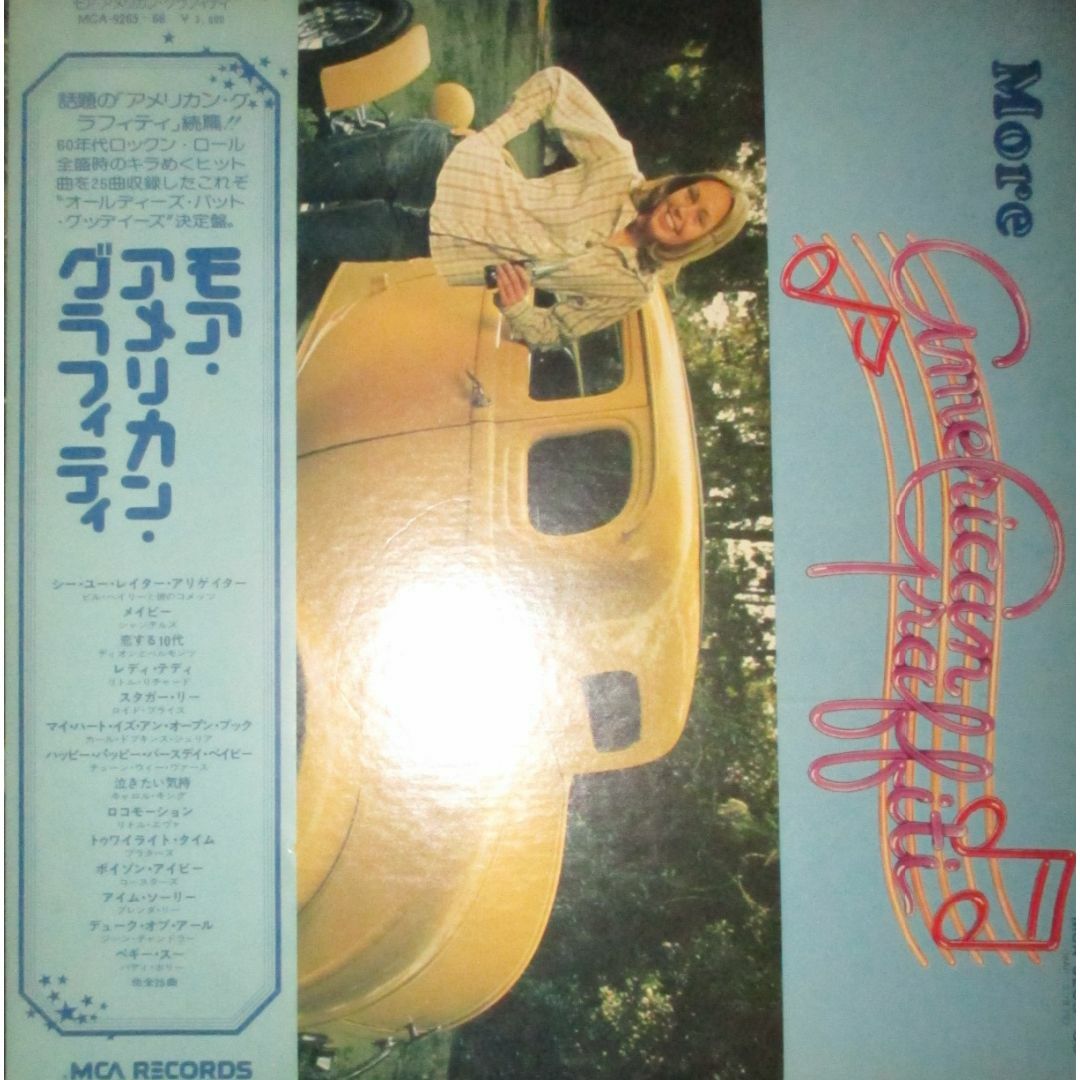 モア・アメリカン・グラフィティ
MCA-9265~66 ¥3,000
話題の「アメリカン・グ
ラフィティ」続篇!!
60年代ロックン・ロール
全盛時のキラめくヒット
曲を25曲収録したこれぞ
"オールディーズ・バット
・グッディーズ"決定盤。
モア・
アメリカン・
グラフィティ
シー・ユー・レイター・アリゲイター
ビル・ヘイリーと彼のコメッツ
メイビー
シャンテルズ
恋する10代
ディオンとベルモンツ
レディ・テディ
リトル・リチャード
スタガー・リー
ロイド・プライス
マイ・ハート・イズ・アン・オープン・ブック
カール・ドブキンス・ジュニア
ハッピー・ハッピー・バースデイ・ベイビー
チューン・ウィーヴァース
泣きたい気持
キャロル・キング
ロコモーション
リトル・エヴァ
トゥワイライト・タイム
プラターズ
ポイゾン・アイビー
コースターズ
アイム・ソーリー
ブレンダ・リー
デューク・オブ・アール
ジーン・チャンドラー
ペギー・スー
バディ・ホリー
他全25曲
MCA RECORDS
More
American
Graffiti